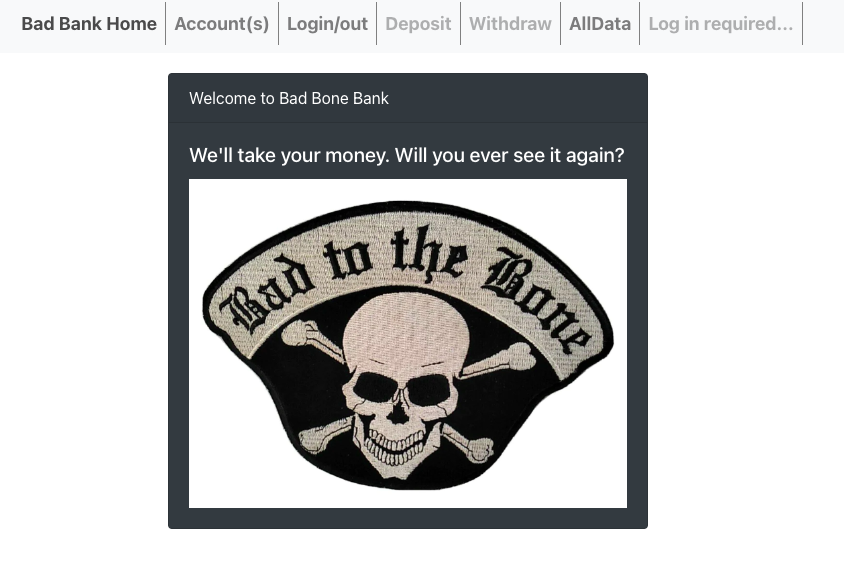 Bad Bank Home Account(s) Login/out Deposit Withdraw AllData Log in required...
Welcome to Bad Bone Bank
We'll take your money. Will you ever see it again?
Bad to the Bone